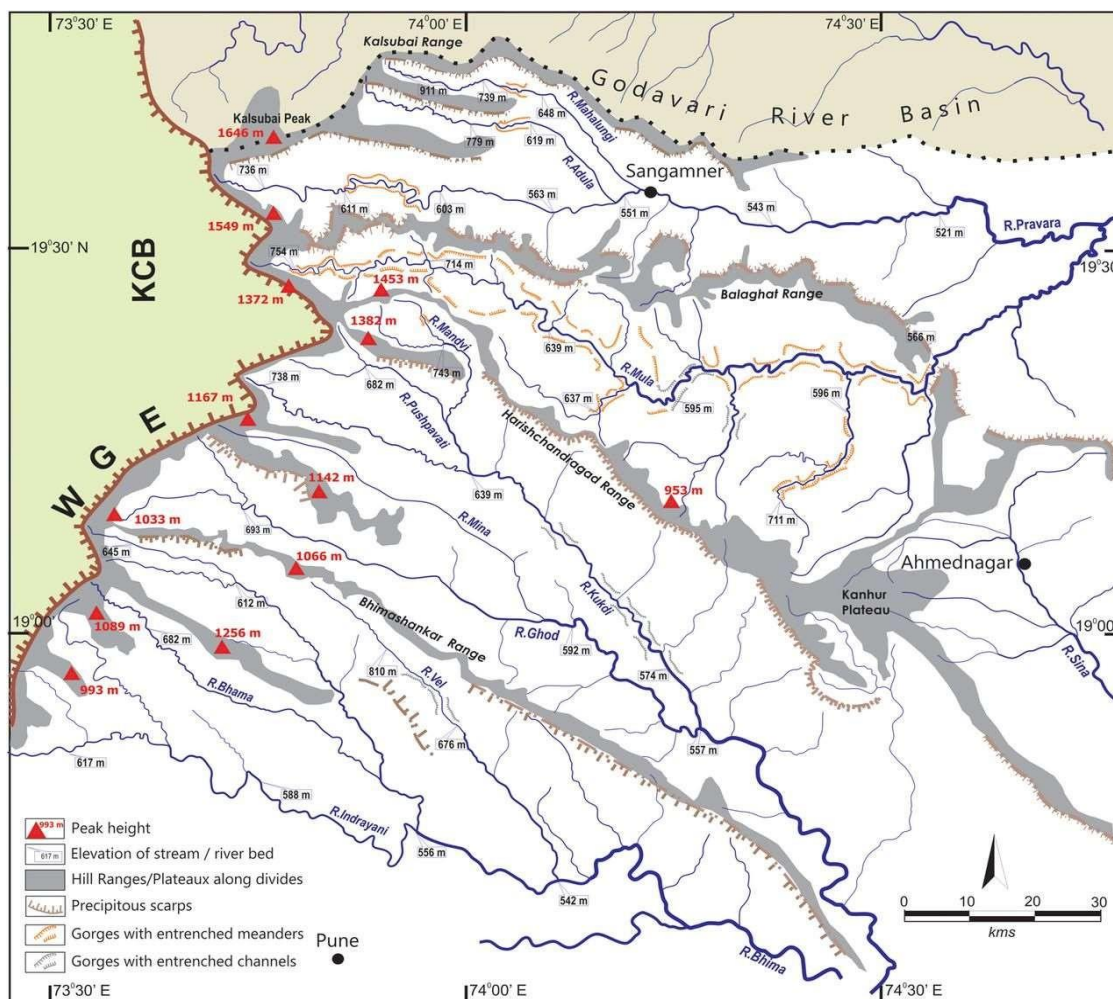 73°30' E
74°00' E
74°30' E
Kalsubai Range
Godavari River Basin
911 m
739 m
648 m
R.Mahalungi
Kalsubai Peak
1646 m
779 m
619 m
R.Adula
Sangamner
736 m
611 m
603 m
563 m
551 m
543 m
521 m
R.Pravara
1549 m
19°30' N
19°30'
KCB
754 m
714 m
1453 m
1372 m
Balaghat Range
1382 m
R.Mandvi
639 m
566 m
738 m
682 m
743 m
R.Mula
637 m
595 m
596 m
1167 m
R.Pushpavati
Harishchandragad Range
WGE
1142 m
639 m
953 m
711 m
1033 m
693 m
R.Mina
645 m
1066 m
Ahmednagar
612 m
R.Kukdi
Kanhur
Plateau
Bhimashankar Range
19°00'
19°00'
1089 m
682 m
1256 m
R.Ghod
592 m
R.Sina
993 m
R.Bhama
810 m
R.Vel
574 m
617 m
676 m
557 m
588 m
R.Indrayani
556 m
542 m
R.Bhima
993 m
Peak height
617 m
Elevation of stream / river bed
Hill Ranges/Plateaux along divides
Precipitous scarps
Gorges with entrenched meanders
Gorges with entrenched channels
Pune
0 10 20 30
kms
73°30' E
74°00' E
74°30' E